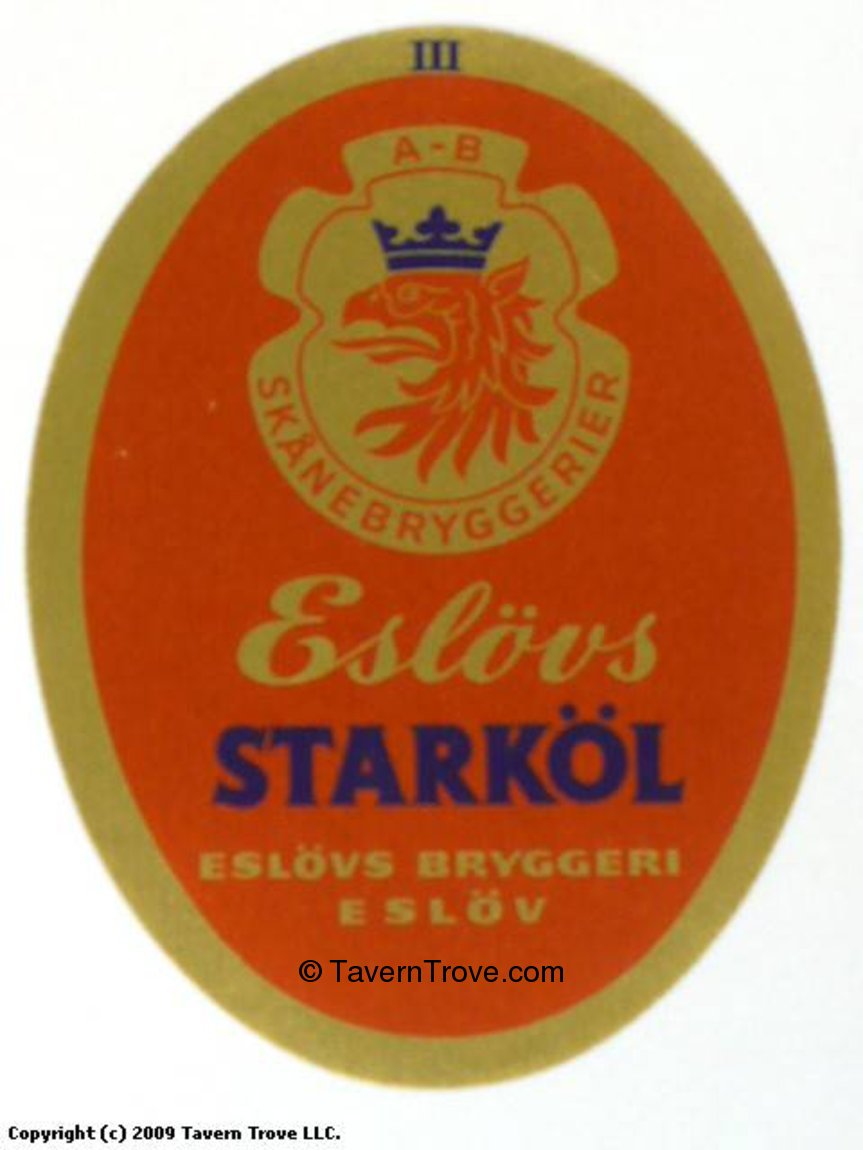 III
A-B
SKÅNEBRYGGERIER
Eslövs
STARKÖL
ESLÖVS BRYGGERI
ESLÖV
© TavernTrove.com
Copyright (c) 2009 Tavern Trove LLC.